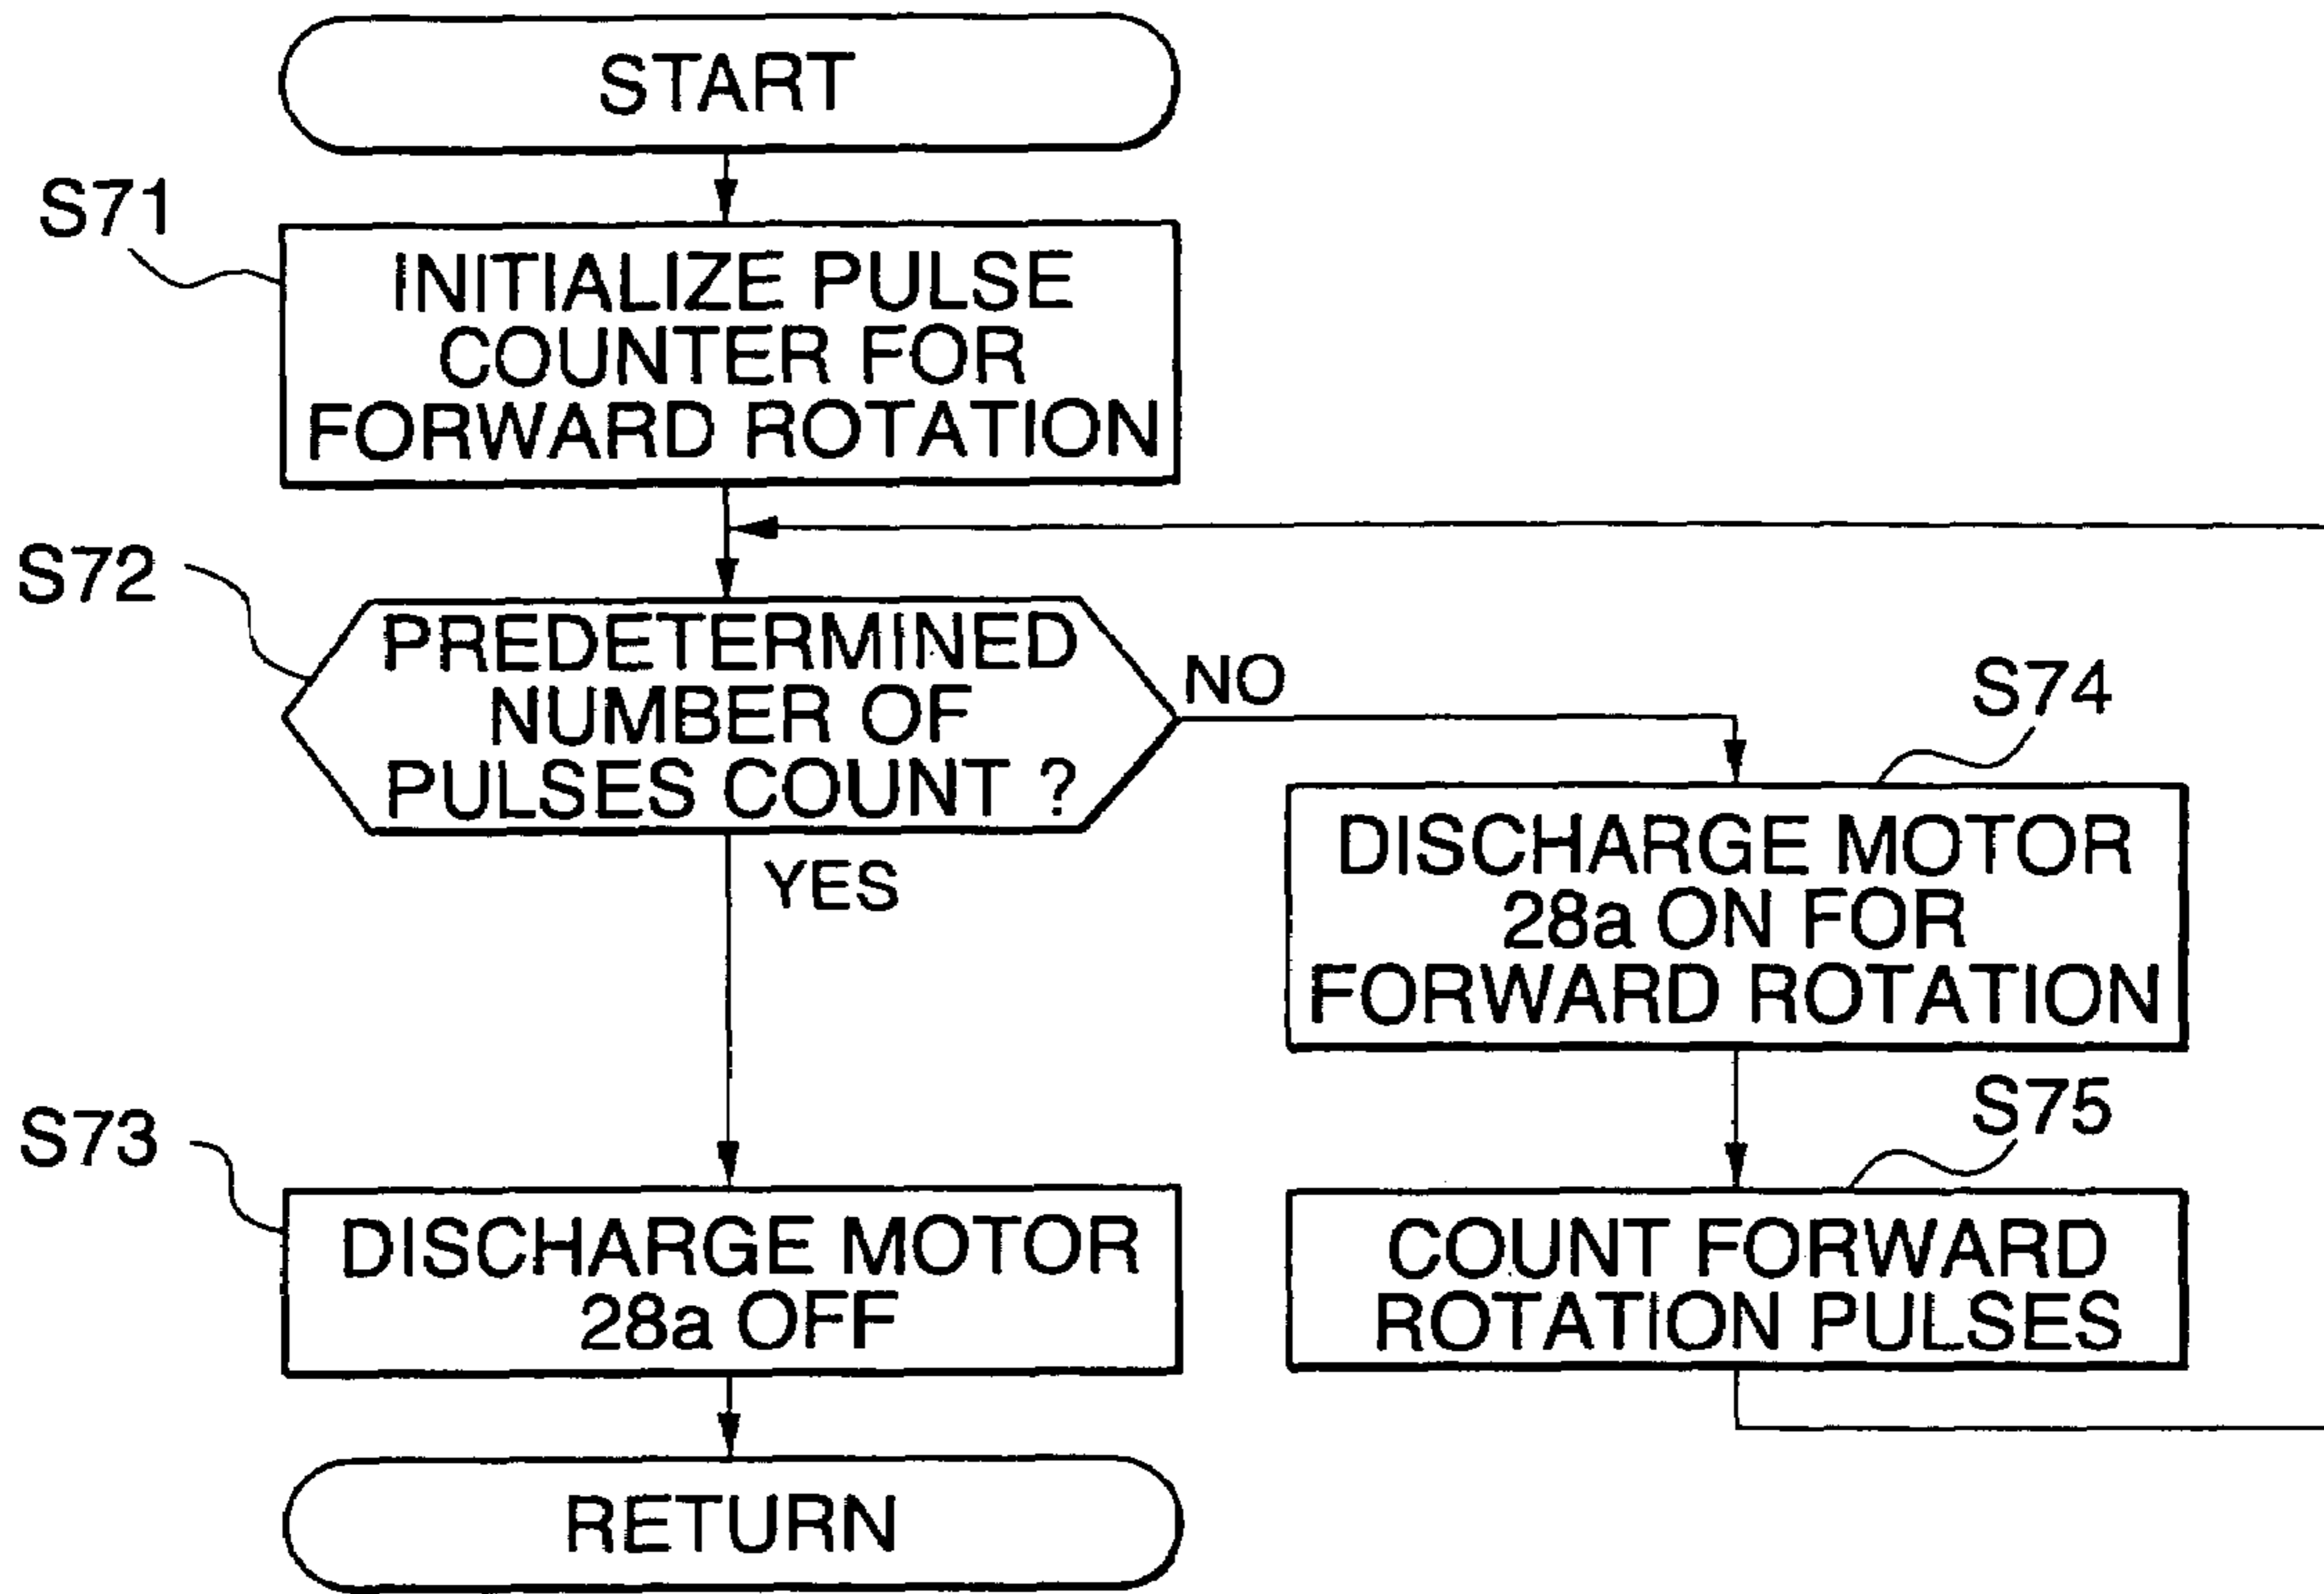 START
S71
INITIALIZE PULSE
COUNTER FOR
FORWARD ROTATION
S72
PREDETERMINED
NUMBER OF
PULSES COUNT ?
NO
YES
S74
DISCHARGE MOTOR
28a ON FOR
FORWARD ROTATION
S75
COUNT FORWARD
ROTATION PULSES
S73
DISCHARGE MOTOR
28a OFF
RETURN